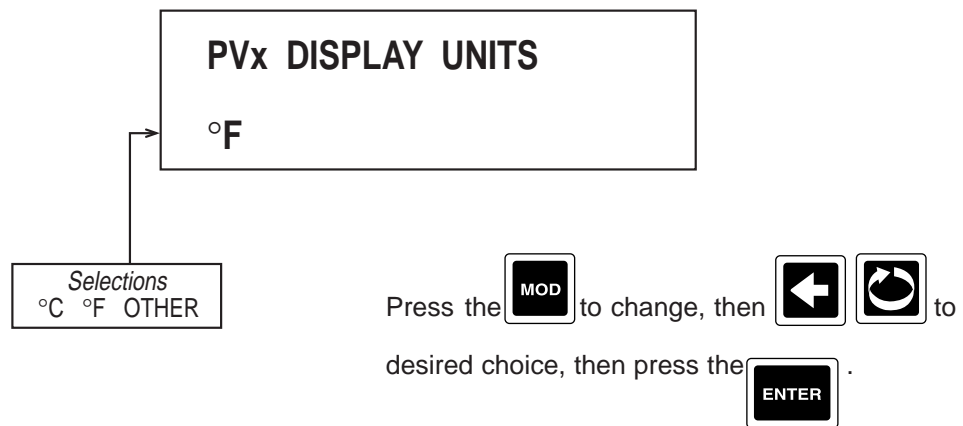 PVx DISPLAY UNITS
°F
Selections
°C °F OTHER
Press the MOD to change, then to
desired choice, then press the ENTER .